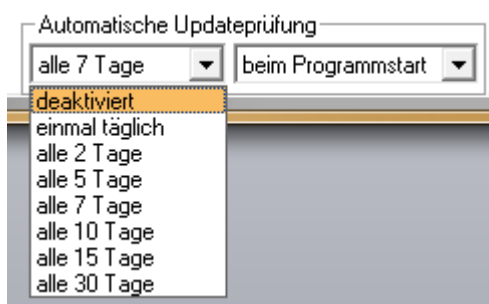 Automatische Updateprüfung
alle 7 Tage beim Programmstart
deaktiviert
einmal täglich
alle 2 Tage
alle 5 Tage
alle 7 Tage
alle 10 Tage
alle 15 Tage
alle 30 Tage